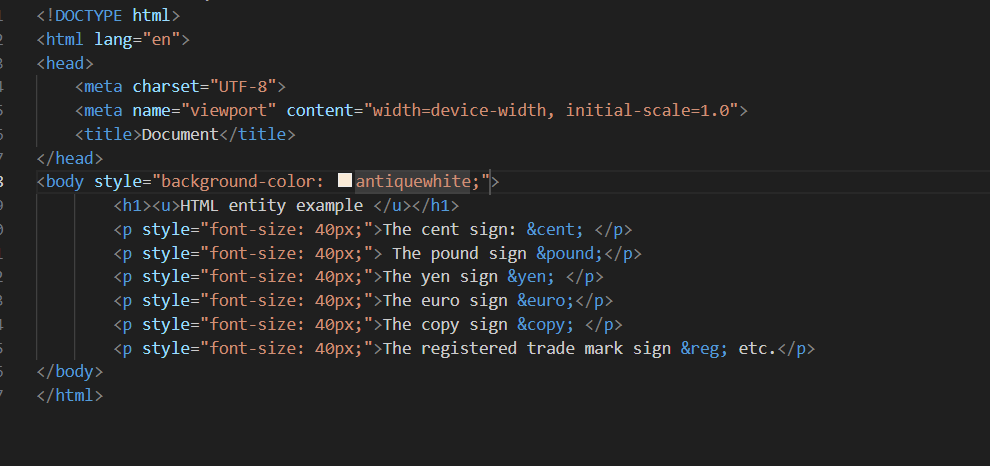 <!DOCTYPE html>
<html lang="en">
<head>
    <meta charset="UTF-8">
    <meta name="viewport" content="width=device-width, initial-scale=1.0">
    <title>Document</title>
</head>
<body style="background-color: antiquewhite;">
        <h1><u>HTML entity example </u></h1>
        <p style="font-size: 40px;">The cent sign: &cent; </p>
        <p style="font-size: 40px;"> The pound sign &pound;</p>
        <p style="font-size: 40px;">The yen sign &yen; </p>
        <p style="font-size: 40px;">The euro sign &euro;</p>
        <p style="font-size: 40px;">The copy sign &copy; </p>
        <p style="font-size: 40px;">The registered trade mark sign &reg; etc.</p>
</body>
</html>